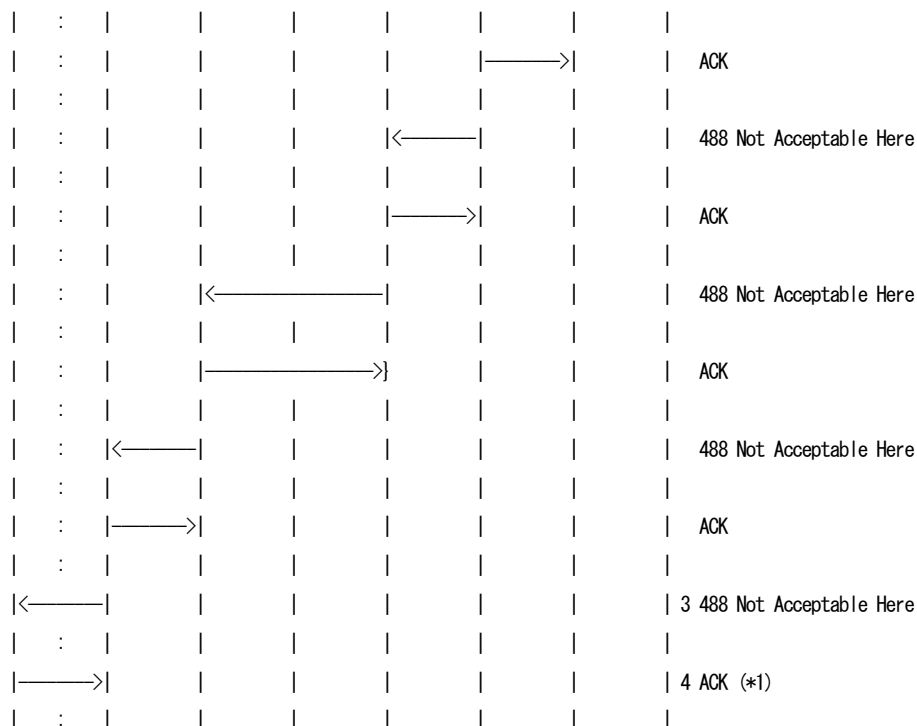 ACK
488 Not Acceptable Here
ACK
488 Not Acceptable Here
ACK
488 Not Acceptable Here
ACK
3 488 Not Acceptable Here
4 ACK (*1)